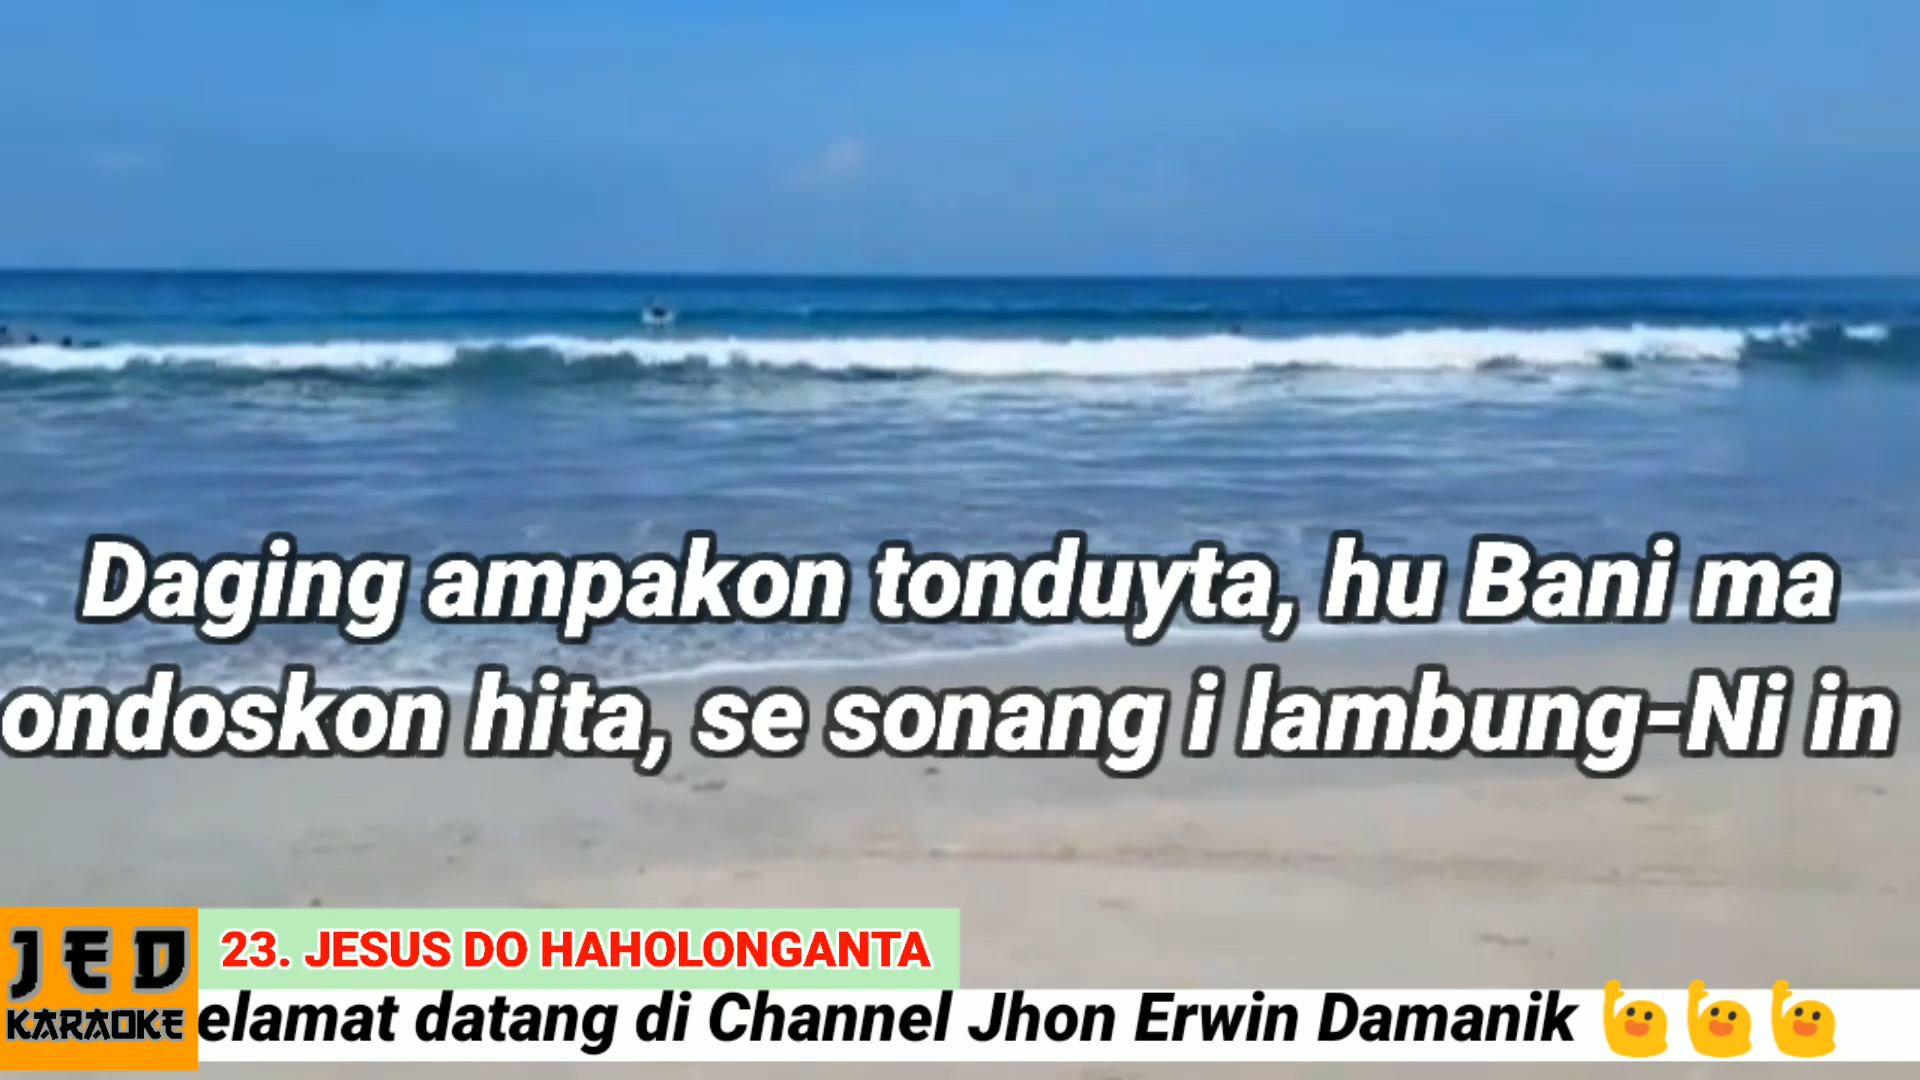 Daging ampakon tonduyta, hu Bani ma
ondoskon hita, se sonang i lambung-Ni in
JED
KARAOKE
23. JESUS DO HAHOLONGANTA
elamat datang di Channel Jhon Erwin Damanik 🙋🙋🙋